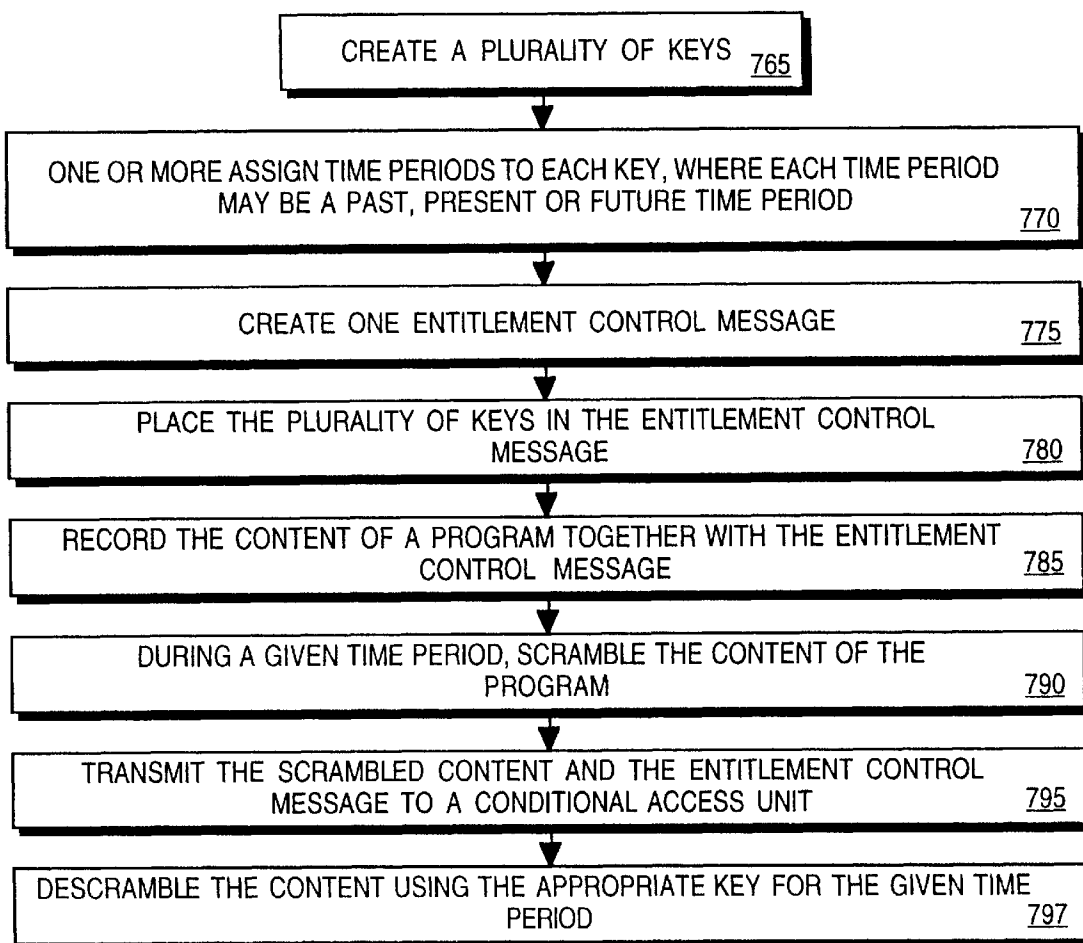 CREATE A PLURALITY OF KEYS 765
ONE OR MORE ASSIGN TIME PERIODS TO EACH KEY, WHERE EACH TIME PERIOD
MAY BE A PAST, PRESENT OR FUTURE TIME PERIOD
770
CREATE ONE ENTITLEMENT CONTROL MESSAGE
775
PLACE THE PLURALITY OF KEYS IN THE ENTITLEMENT CONTROL
MESSAGE 780
RECORD THE CONTENT OF A PROGRAM TOGETHER WITH THE ENTITLEMENT
CONTROL MESSAGE 785
DURING A GIVEN TIME PERIOD, SCRAMBLE THE CONTENT OF THE
PROGRAM 790
TRANSMIT THE SCRAMBLED CONTENT AND THE ENTITLEMENT CONTROL
MESSAGE TO A CONDITIONAL ACCESS UNIT 795
DESCRAMBLE THE CONTENT USING THE APPROPRIATE KEY FOR THE GIVEN TIME
PERIOD 797